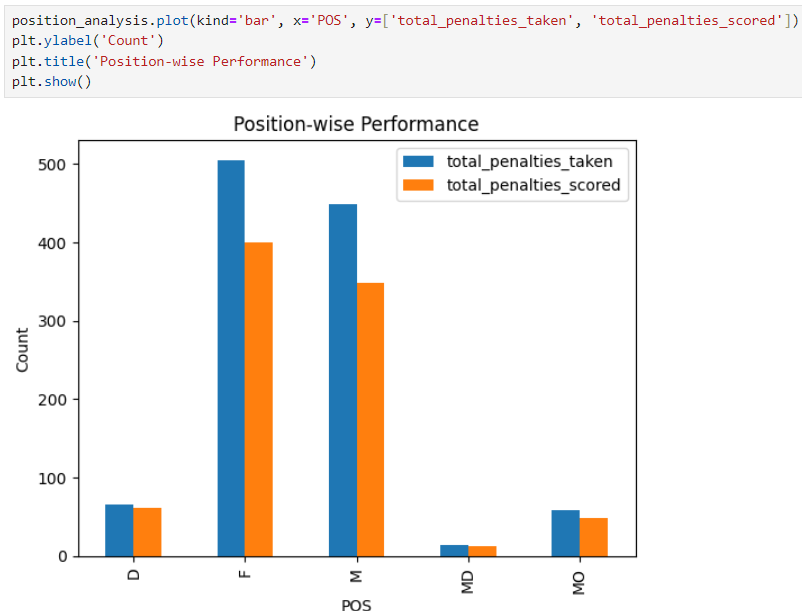 position_analysis.plot(kind='bar', x='POS', y=['total_penalties_taken', 'total_penalties_scored'])
plt.ylabel('Count')
plt.title('Position-wise Performance')
plt.show()
Position-wise Performance
total_penalties_taken
total_penalties_scored
500
400
300
200
100
0
Count
D
F
M
MD
MO
POS